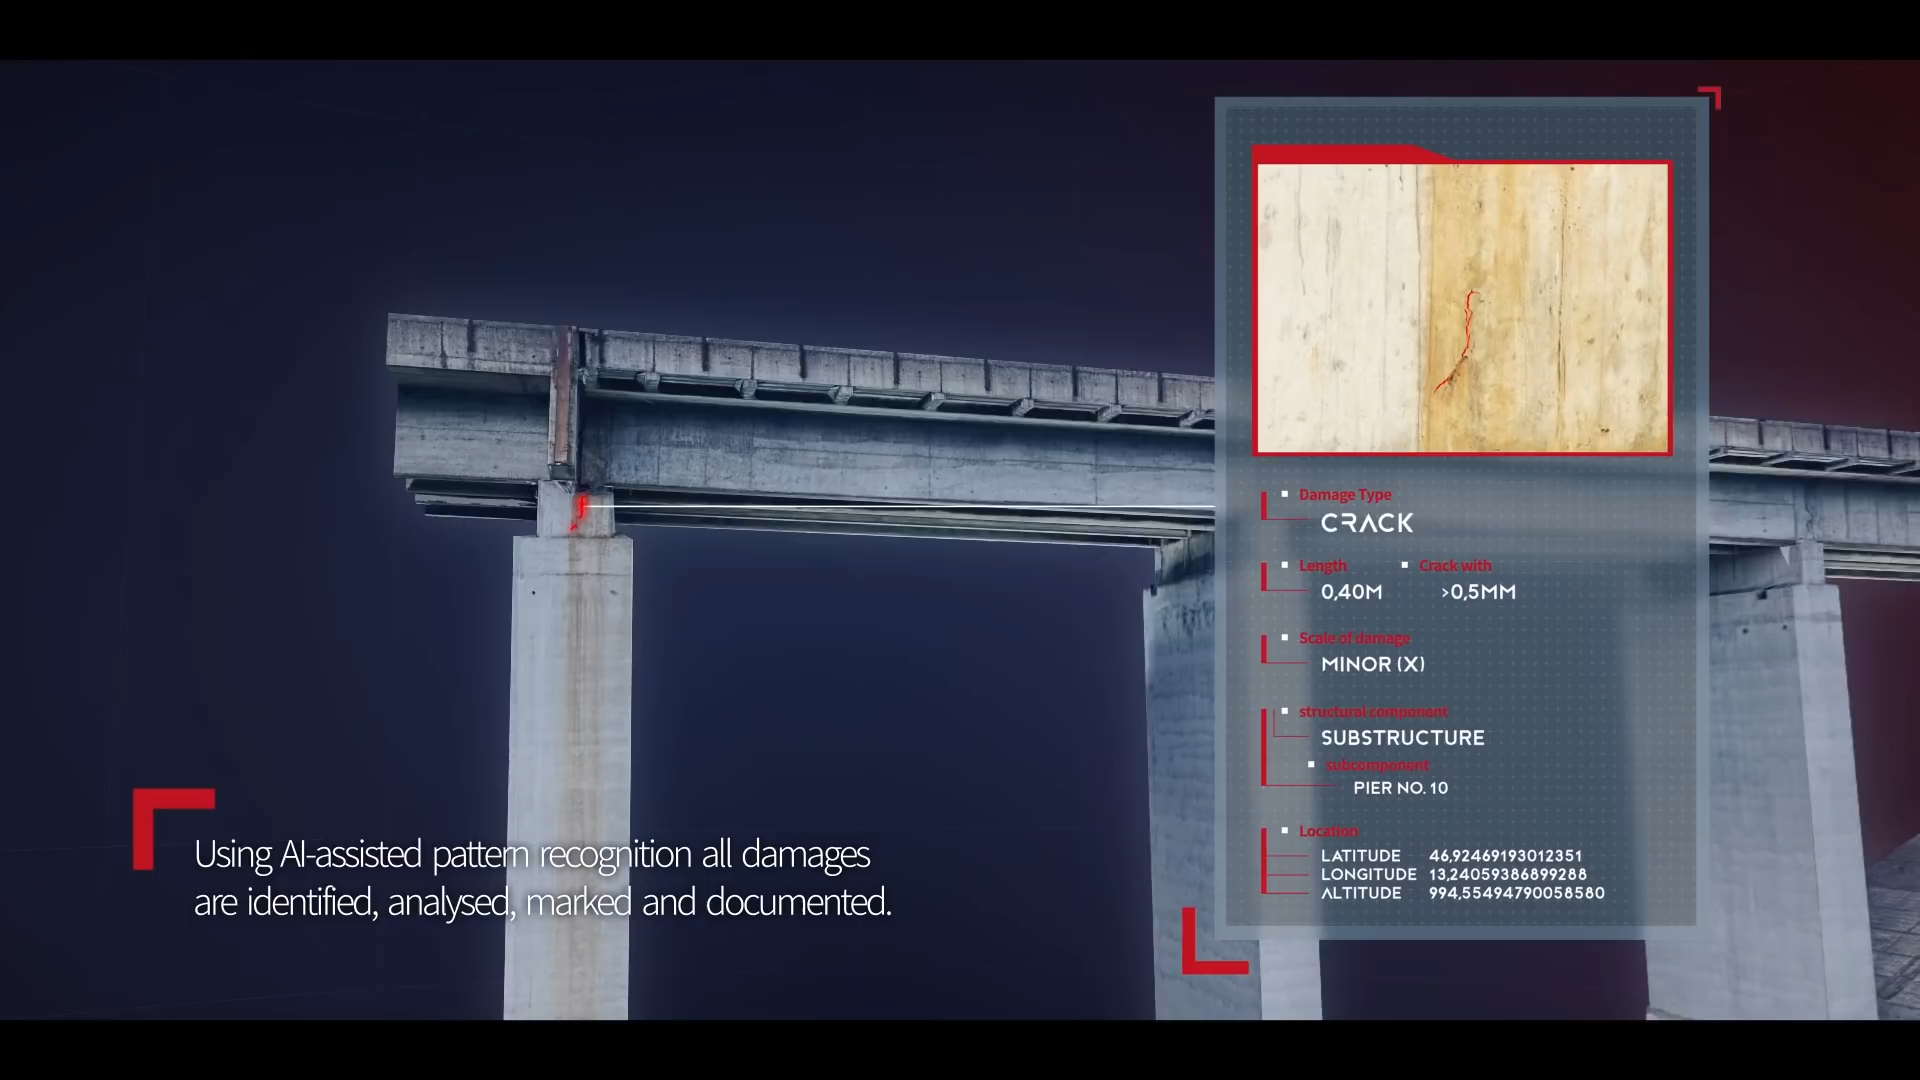 Using AI-assisted pattern recognition all damages
are identified, analysed, marked and documented.
Damage Type
CRACK
Length Crack with
0,40M >0,5MM
Scale of damage
MINOR (X)
structural component
SUBSTRUCTURE
subcomponent
PIER NO. 10
Location
LATITUDE 46,92469193012351
LONGITUDE 13,24059386899288
ALTITUDE 994,55494790058580